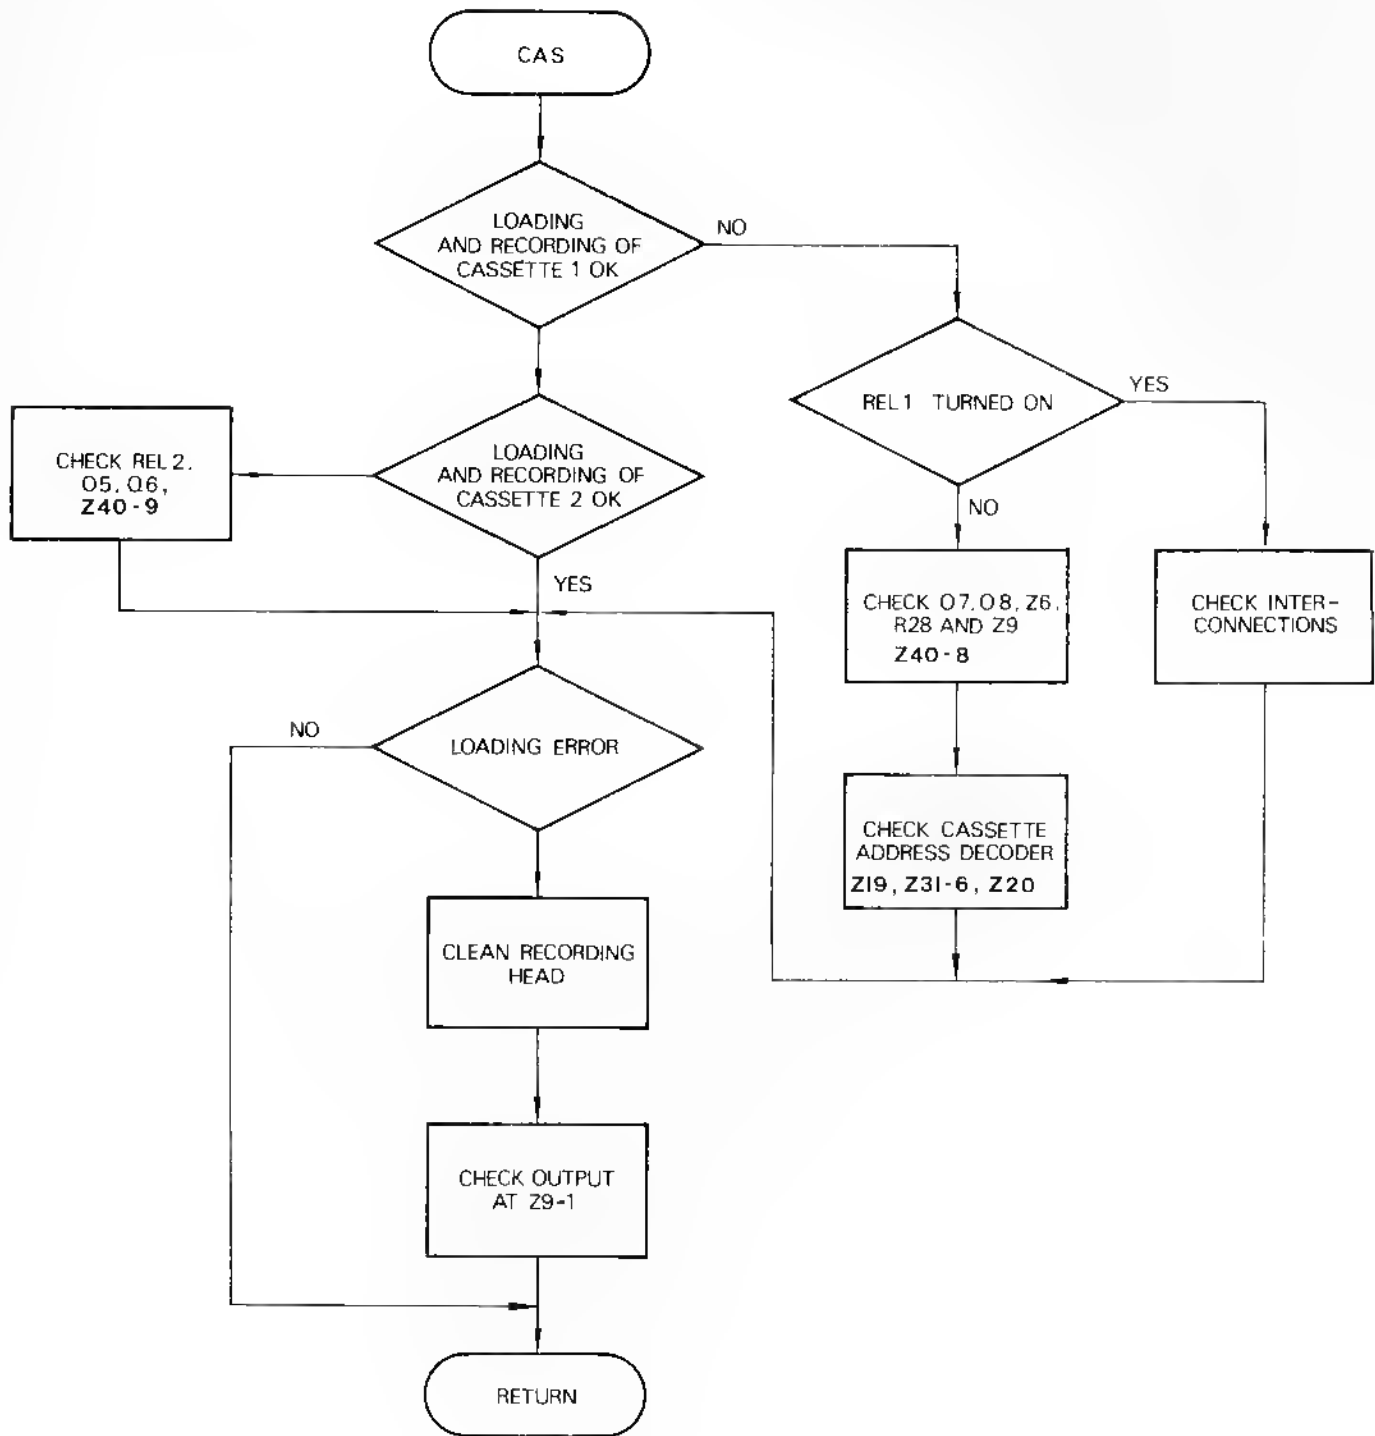 CAS
LOADING
AND RECORDING OF
CASSETTE 1 OK
NO
REL1 TURNED ON
YES
CHECK REL 2,
Q5, Q6,
Z40-9
LOADING
AND RECORDING OF
CASSETTE 2 OK
NO
YES
CHECK Q7, Q8, Z6,
R28 AND Z9
Z40-8
CHECK INTER-
CONNECTIONS
NO
LOADING ERROR
CHECK CASSETTE
ADDRESS DECODER
Z19, Z31-6, Z20
CLEAN RECORDING
HEAD
CHECK OUTPUT
AT Z9-1
RETURN